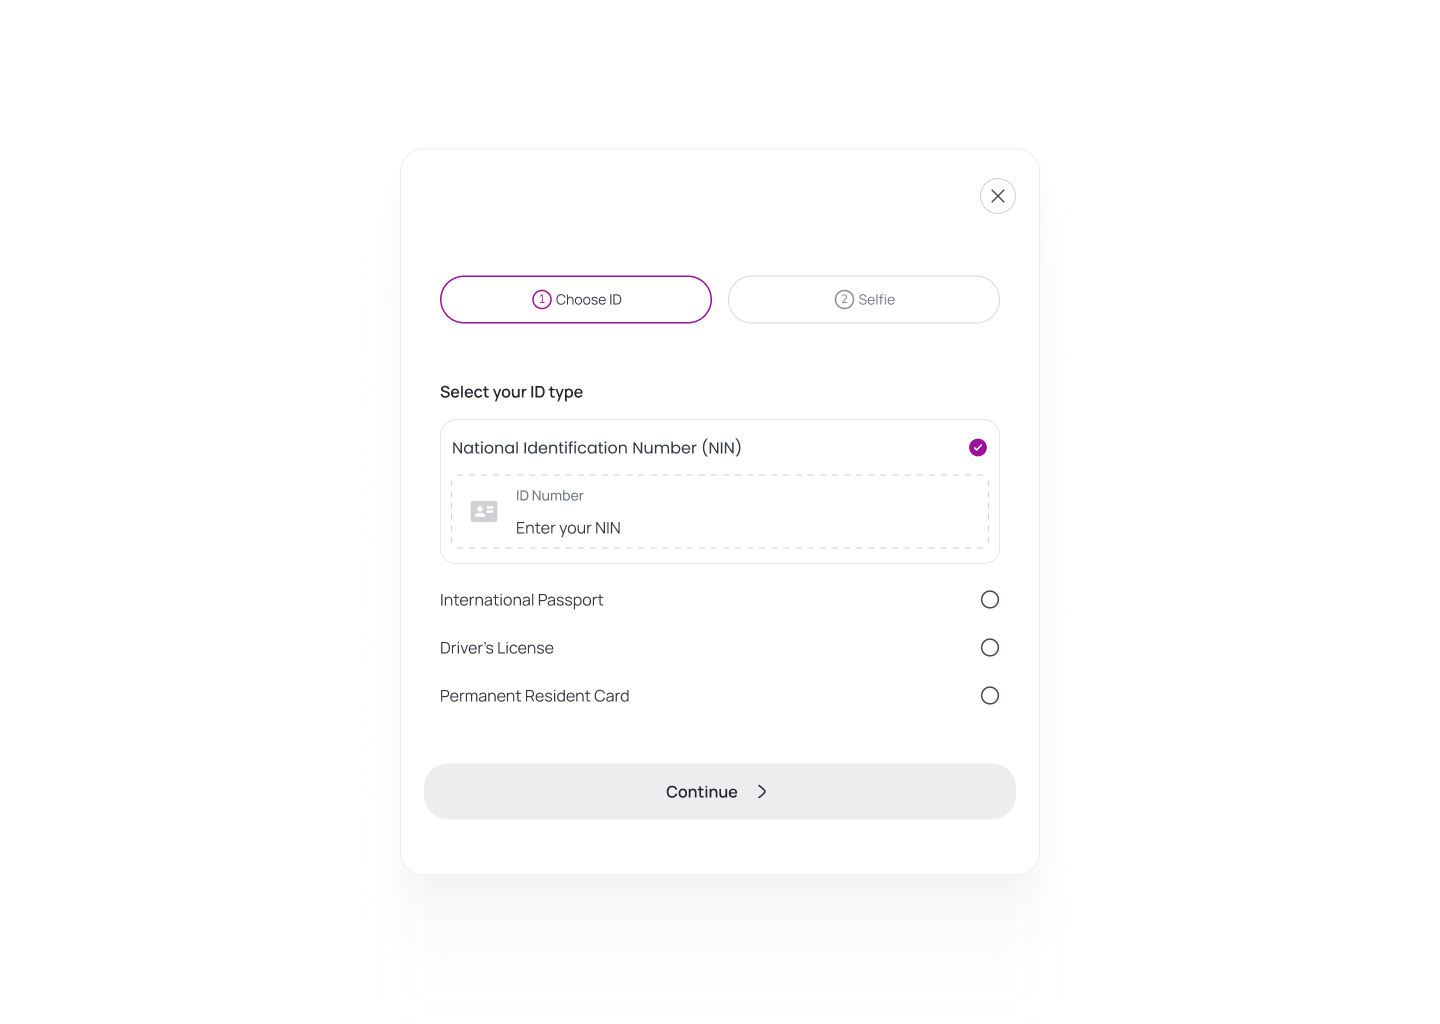 1 Choose ID
2 Selfie
Select your ID type
National Identification Number (NIN)
ID Number
Enter your NIN
International Passport
Driver's License
Permanent Resident Card
Continue